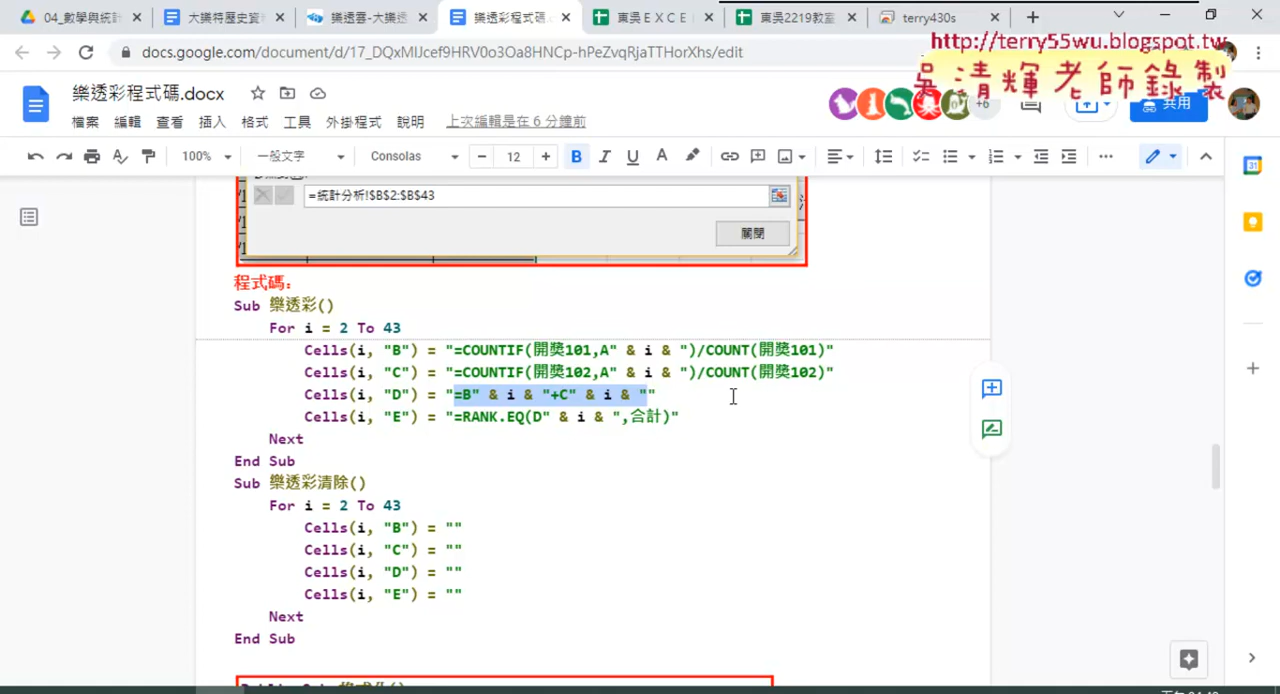 04_數學與統計
大樂特歷史資
樂透雲-大樂透
樂透彩程式碼.
東吳EXCE
東吳2219教室
terry430s
docs.google.com/document/d/17_DQxMlJcef9HRV0o3Oa8HNCp-hPeZvqRjaTTHorXhs/edit
http://terry55wu.blogspot.tw
吳清輝老師錄製
樂透彩程式碼.docx
+6
共用
檔案 編輯 查看 插入 格式 工具 外掛程式 說明 上次編輯是在 6 分鐘前
100% 一般文字 Consolas 12 B I U A
=統計分析!$B$2:$B$43
關閉
程式碼：
Sub 樂透彩()
For i = 2 To 43
Cells(i, "B") = "=COUNTIF(開獎101,A" & i & ")/COUNT(開獎101)"
Cells(i, "C") = "=COUNTIF(開獎102,A" & i & ")/COUNT(開獎102)"
Cells(i, "D") = "=B" & i & "+C" & i & ""
Cells(i, "E") = "=RANK.EQ(D" & i & ",合計)"
Next
End Sub
Sub 樂透彩清除()
For i = 2 To 43
Cells(i, "B") = ""
Cells(i, "C") = ""
Cells(i, "D") = ""
Cells(i, "E") = ""
Next
End Sub